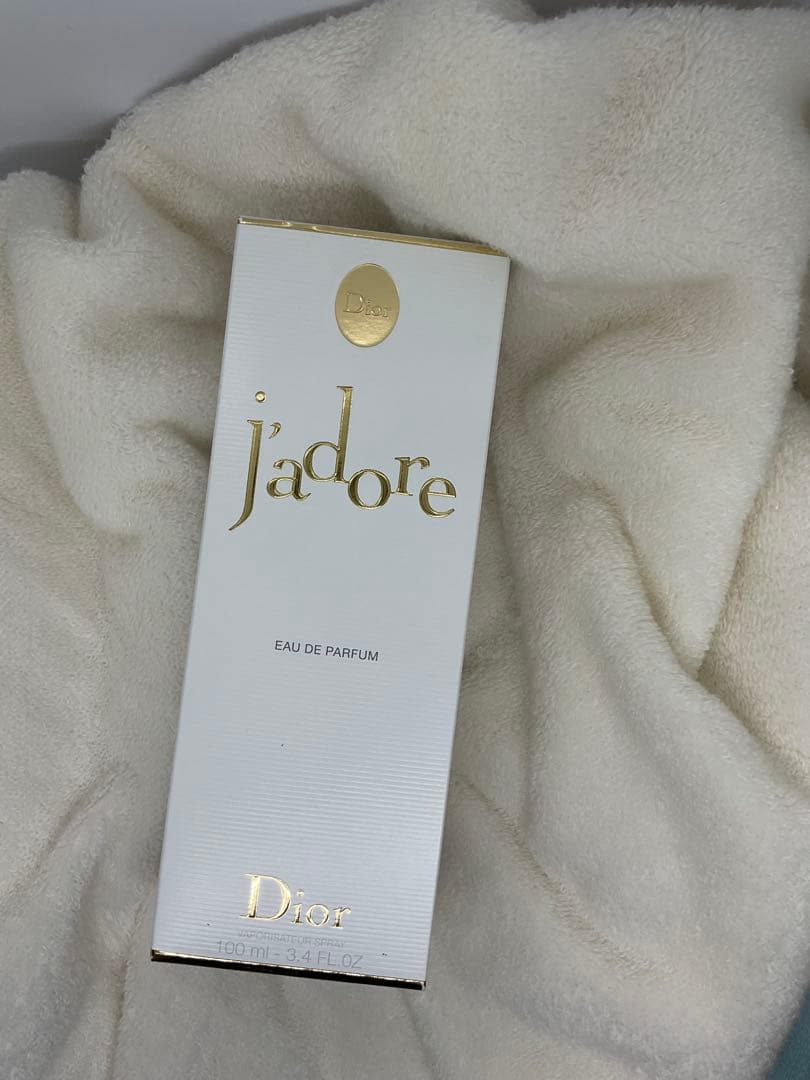 Dior
j'adore
EAU DE PARFUM
Dior
VAPORISATEUR SPRAY
100 ml - 3.4 FL.OZ